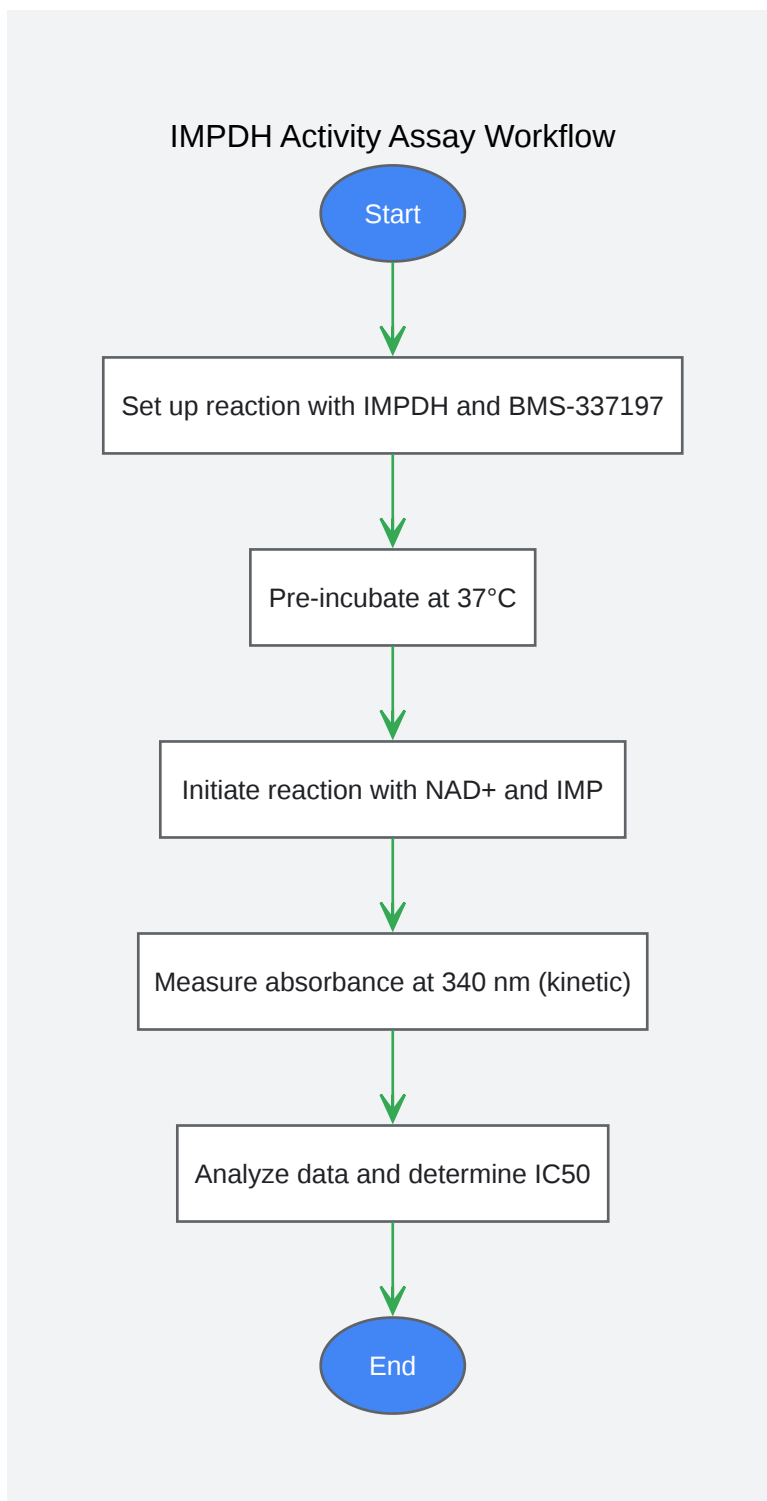 IMPDH Activity Assay Workflow
Start
Set up reaction with IMPDH and BMS-337197
Pre-incubate at 37°C
Initiate reaction with NAD+ and IMP
Measure absorbance at 340 nm (kinetic)
Analyze data and determine IC50
End